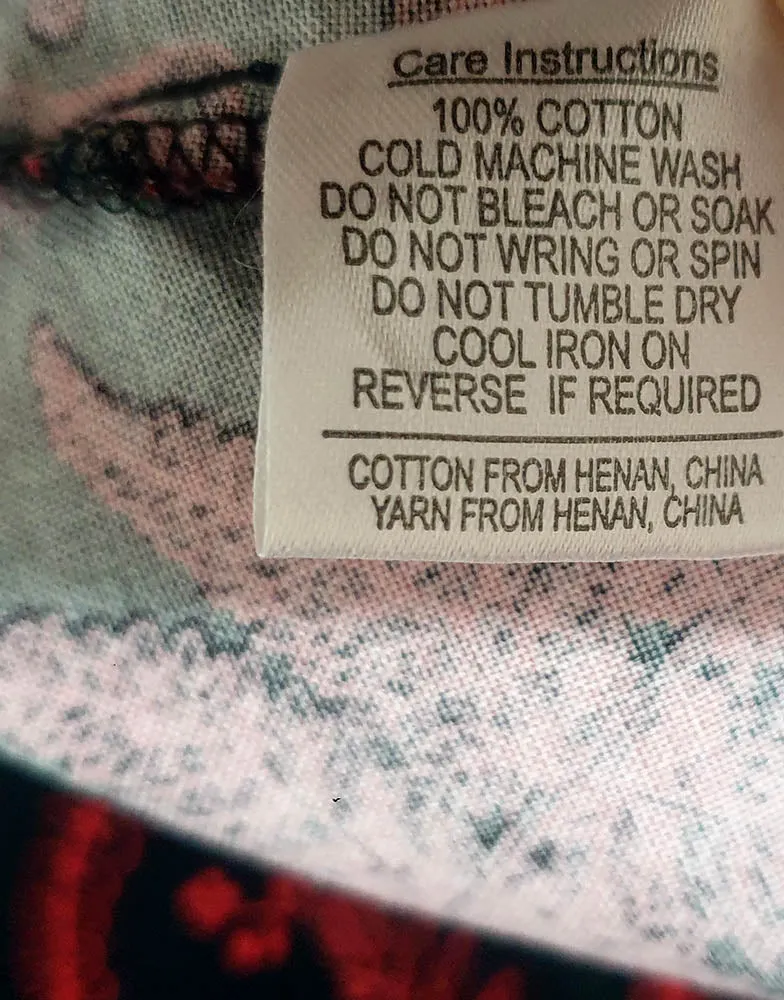 Care Instructions
100% COTTON
COLD MACHINE WASH
DO NOT BLEACH OR SOAK
DO NOT WRING OR SPIN
DO NOT TUMBLE DRY
COOL IRON ON
REVERSE IF REQUIRED
COTTON FROM HENAN, CHINA
YARN FROM HENAN, CHINA